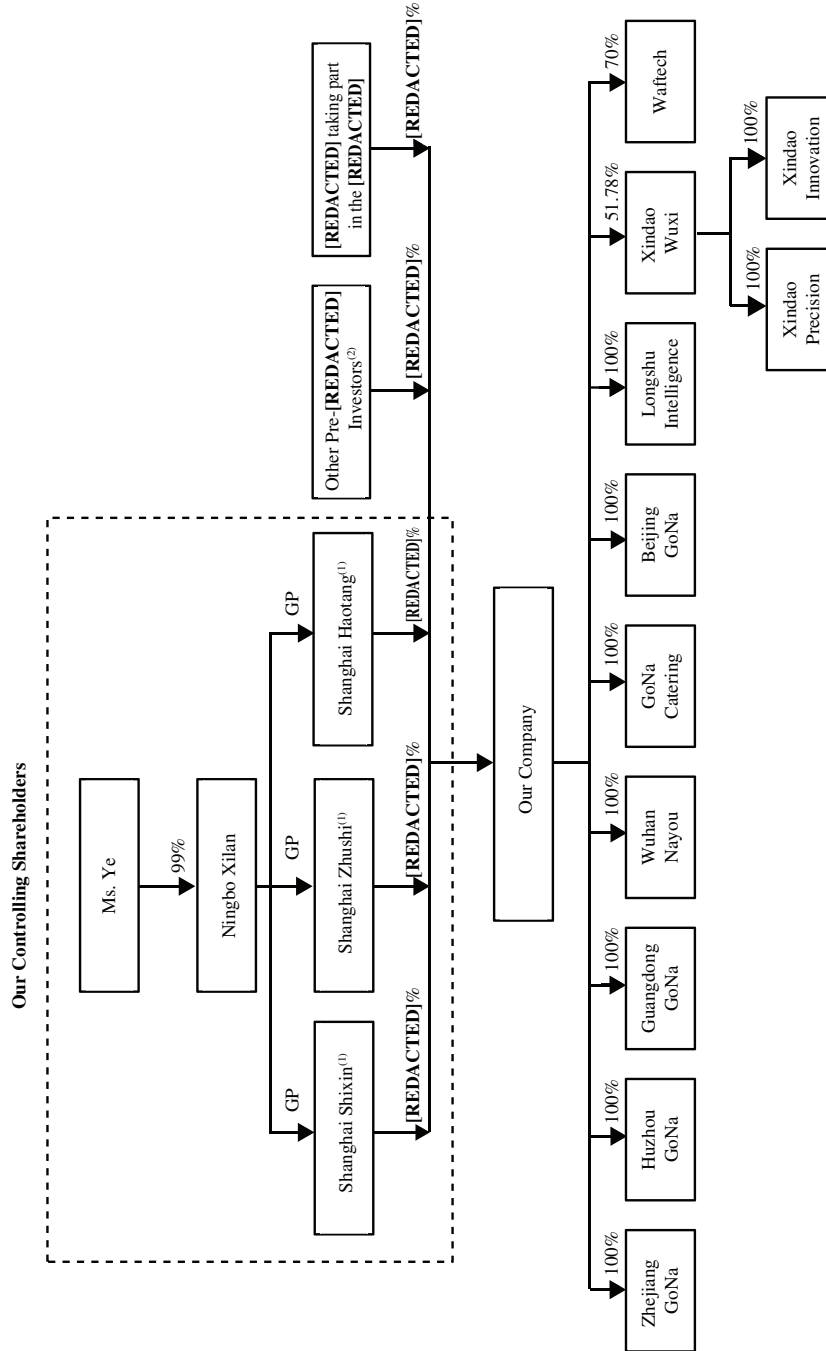 Our Controlling Shareholders
Ms. Ye
99%
Ningbo Xilan
GP
GP
GP
Shanghai Shixin(1)
Shanghai Zhushi(1)
Shanghai Haotang(1)
Other Pre-[REDACTED]
Investors(2)
[REDACTED] taking part
in the [REDACTED]
[REDACTED]%
[REDACTED]%
[REDACTED]%
[REDACTED]%
[REDACTED]%
Our Company
100%
100%
100%
100%
100%
100%
100%
51.78%
70%
Zhejiang
GoNa
Huzhou
GoNa
Guangdong
GoNa
Wuhan
Nayou
GoNa
Catering
Beijing
GoNa
Longshu
Intelligence
Xindao
Wuxi
Waftech
100%
100%
Xindao
Precision
Xindao
Innovation